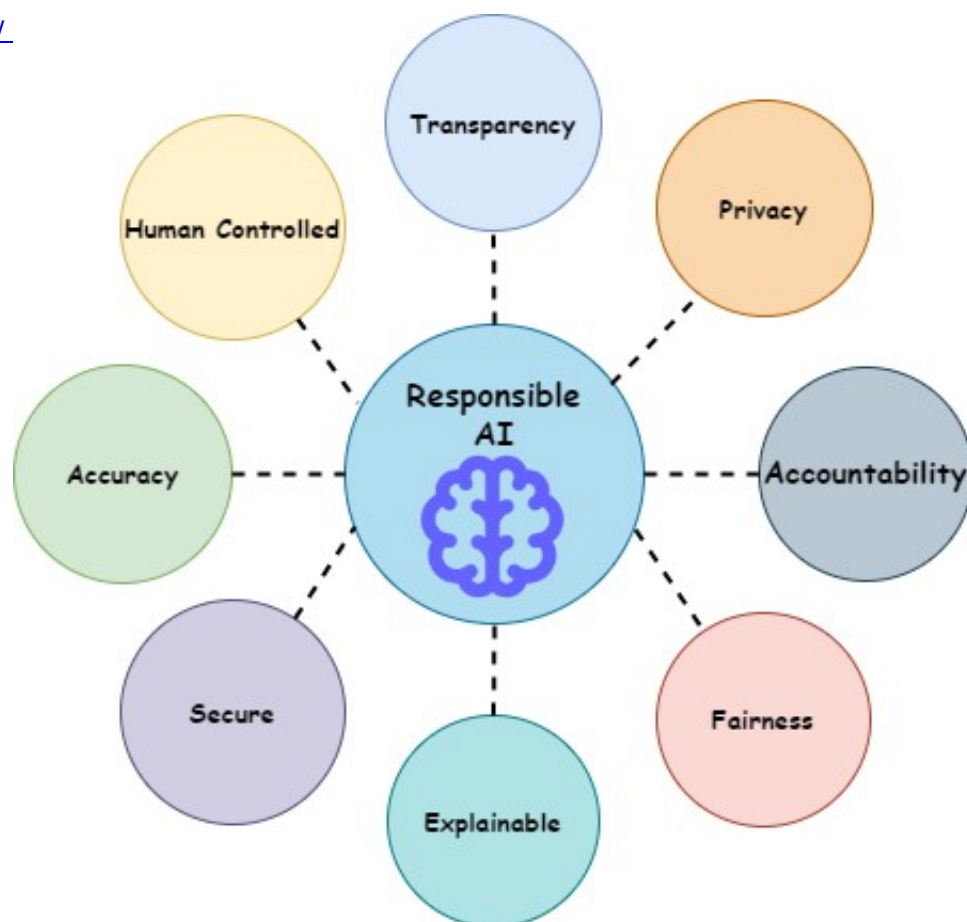 /
Transparency
Privacy
Human Controlled
Responsible
AI
Accuracy
Accountability
Secure
Fairness
Explainable